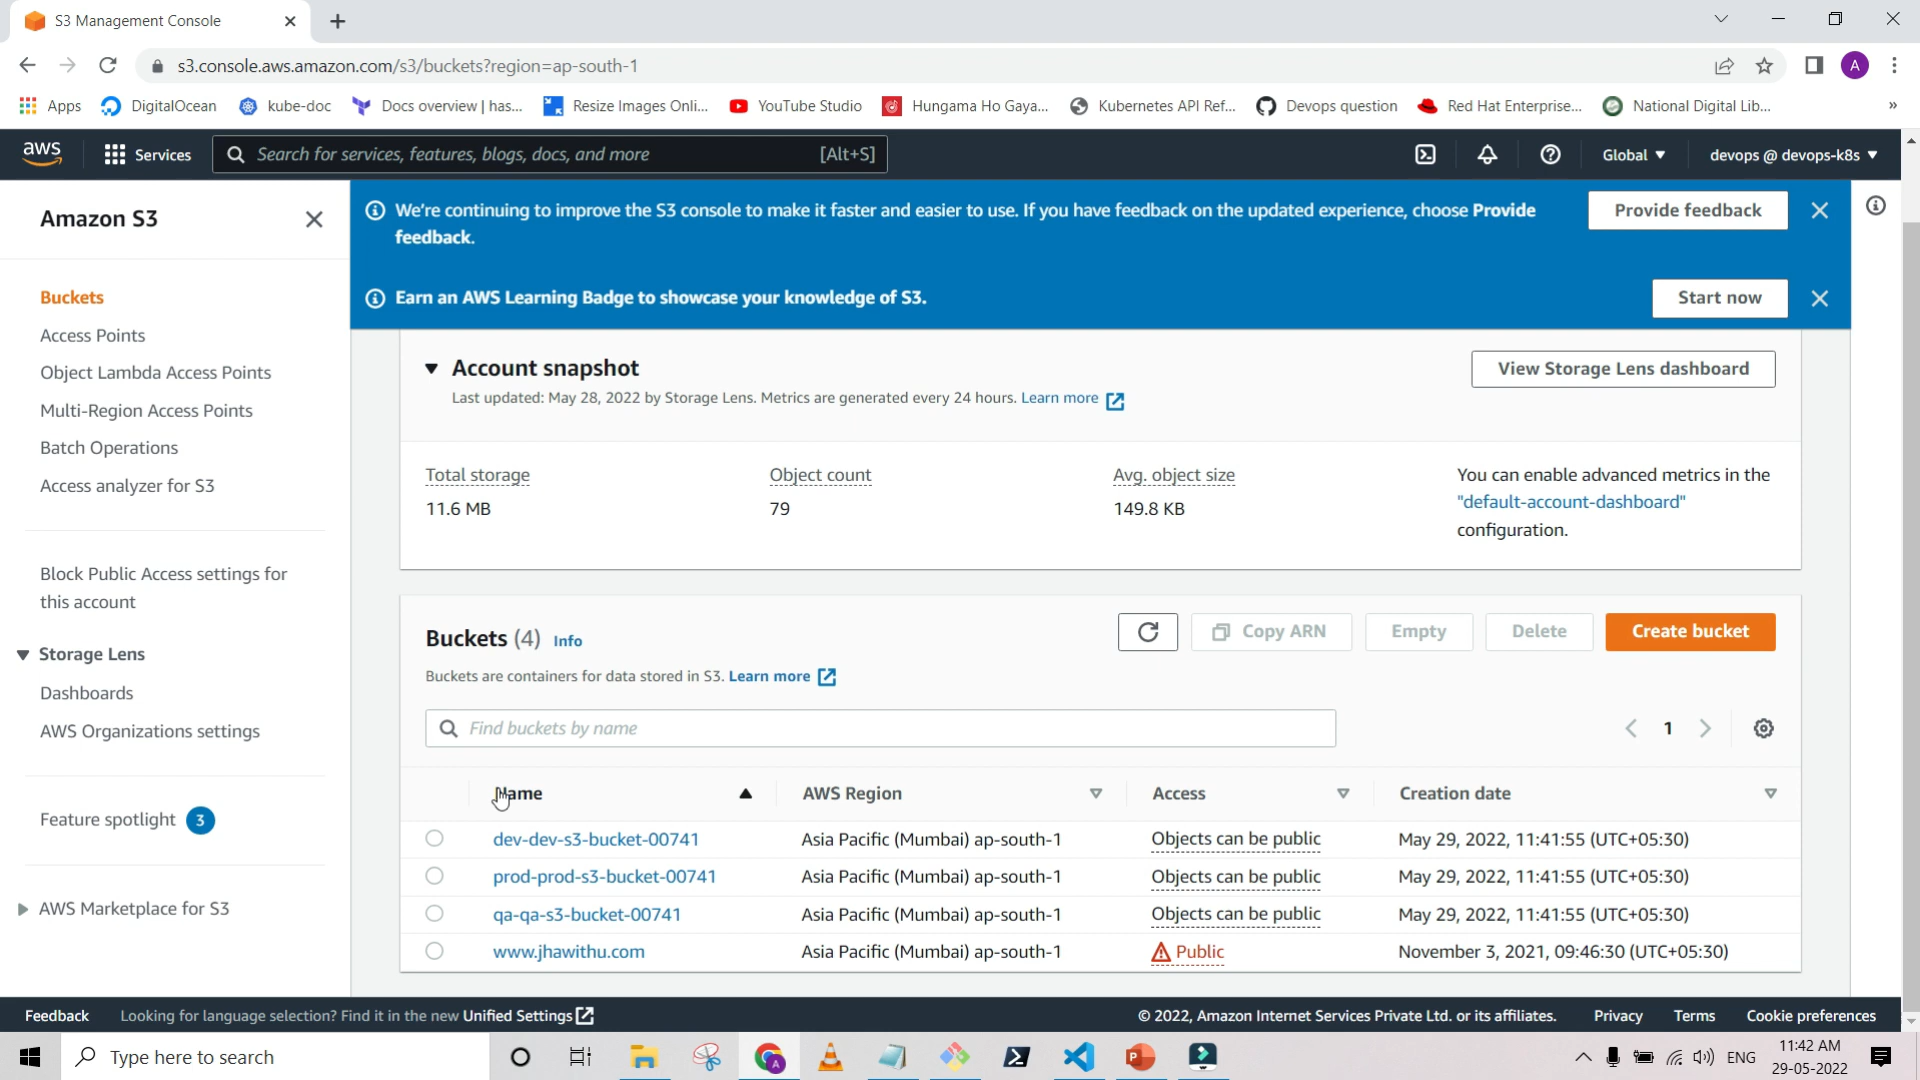 S3 Management Console
s3.console.aws.amazon.com/s3/buckets?region=ap-south-1
A
Apps
DigitalOcean
kube-doc
Docs overview | has...
Resize Images Onli...
YouTube Studio
Hungama Ho Gaya...
Kubernetes API Ref...
Devops question
Red Hat Enterprise...
National Digital Lib...
»
aws
Services
Search for services, features, blogs, docs, and more
[Alt+S]
Global
devops @ devops-k8s
Amazon S3
Buckets
Access Points
Object Lambda Access Points
Multi-Region Access Points
Batch Operations
Access analyzer for S3
Block Public Access settings for
this account
Storage Lens
Dashboards
AWS Organizations settings
Feature spotlight 3
AWS Marketplace for S3
We're continuing to improve the S3 console to make it faster and easier to use. If you have feedback on the updated experience, choose Provide
feedback.
Provide feedback
Earn an AWS Learning Badge to showcase your knowledge of S3.
Start now
Account snapshot
Last updated: May 28, 2022 by Storage Lens. Metrics are generated every 24 hours. Learn more
View Storage Lens dashboard
Total storage
11.6 MB
Object count
79
Avg. object size
149.8 KB
You can enable advanced metrics in the
"default-account-dashboard"
configuration.
Buckets (4) Info
Buckets are containers for data stored in S3. Learn more
Copy ARN
Empty
Delete
Create bucket
Find buckets by name
1
Name AWS Region Access Creation date
dev-dev-s3-bucket-00741 Asia Pacific (Mumbai) ap-south-1 Objects can be public May 29, 2022, 11:41:55 (UTC+05:30)
prod-prod-s3-bucket-00741 Asia Pacific (Mumbai) ap-south-1 Objects can be public May 29, 2022, 11:41:55 (UTC+05:30)
qa-qa-s3-bucket-00741 Asia Pacific (Mumbai) ap-south-1 Objects can be public May 29, 2022, 11:41:55 (UTC+05:30)
www.jhawithu.com Asia Pacific (Mumbai) ap-south-1 Public November 3, 2021, 09:46:30 (UTC+05:30)
Feedback
Looking for language selection? Find it in the new Unified Settings
© 2022, Amazon Internet Services Private Ltd. or its affiliates.
Privacy
Terms
Cookie preferences
Type here to search
ENG
11:42 AM
29-05-2022